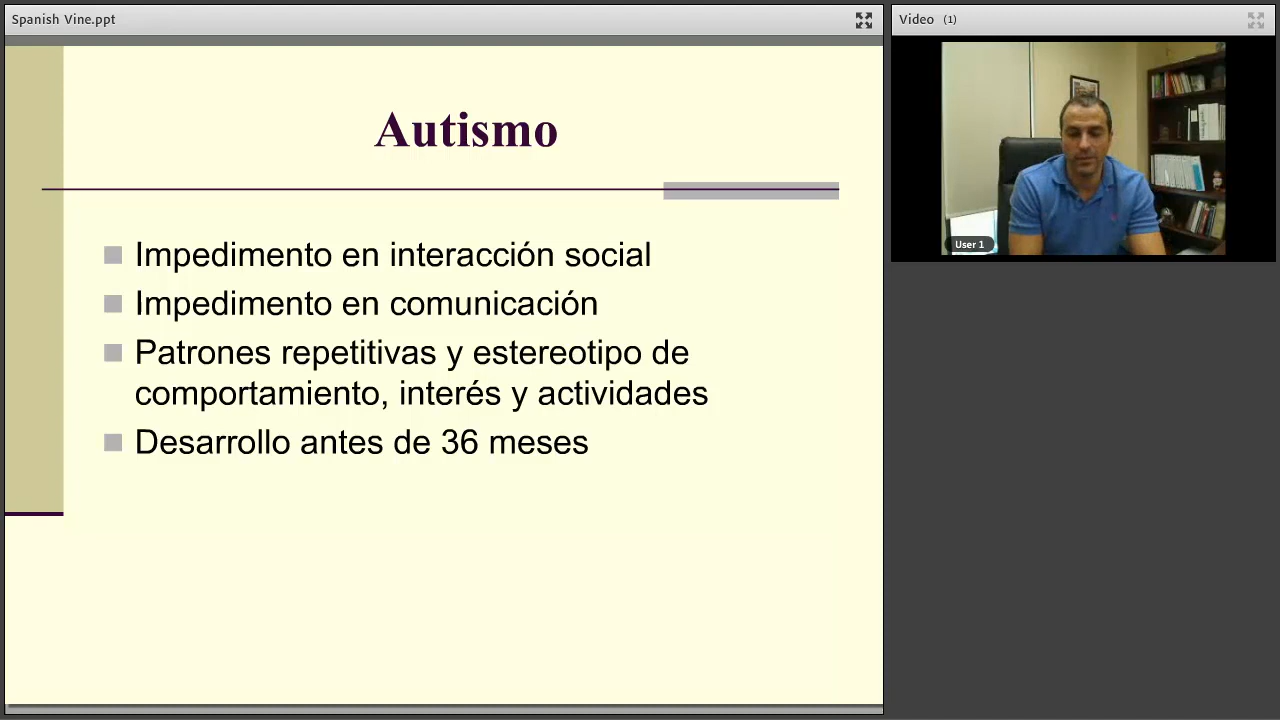 Spanish Vine.ppt
Video (1)
Autismo
Impedimento en interacción social
Impedimento en comunicación
Patrones repetitivas y estereotipo de
comportamiento, interés y actividades
Desarrollo antes de 36 meses
User 1